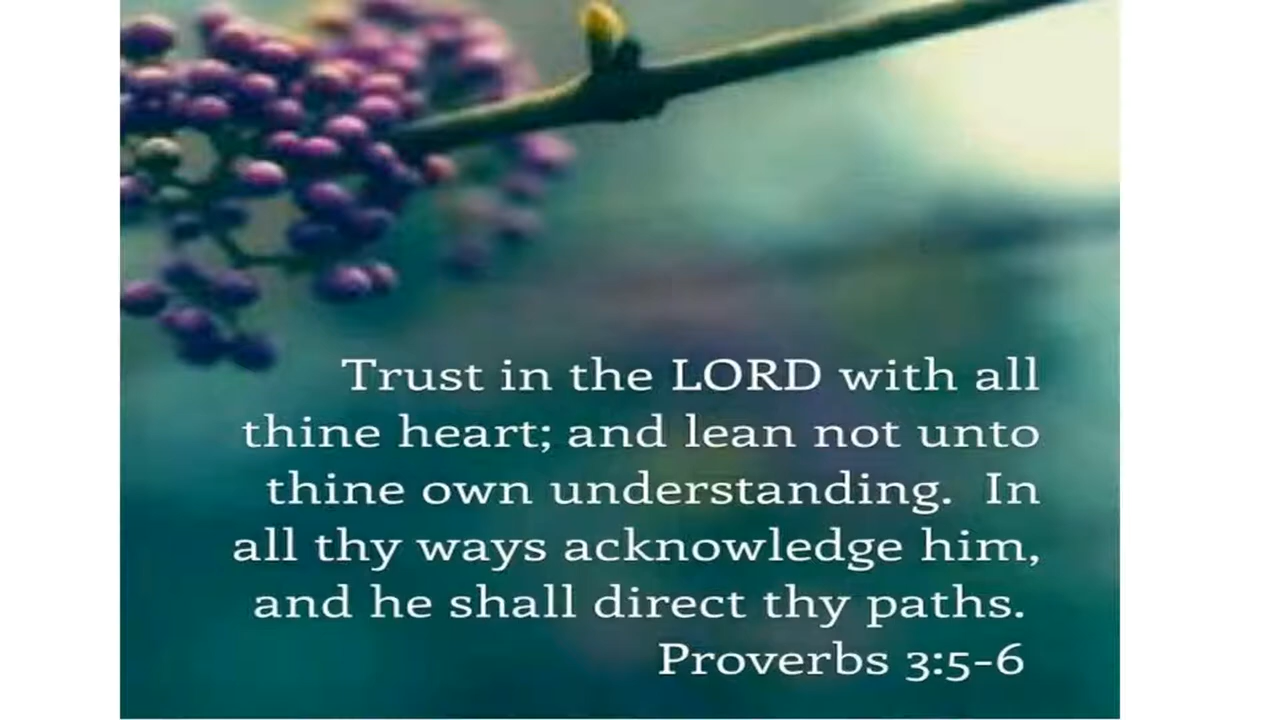 Trust in the LORD with all
thine heart; and lean not unto
thine own understanding.  In
all thy ways acknowledge him,
and he shall direct thy paths.
Proverbs 3:5-6